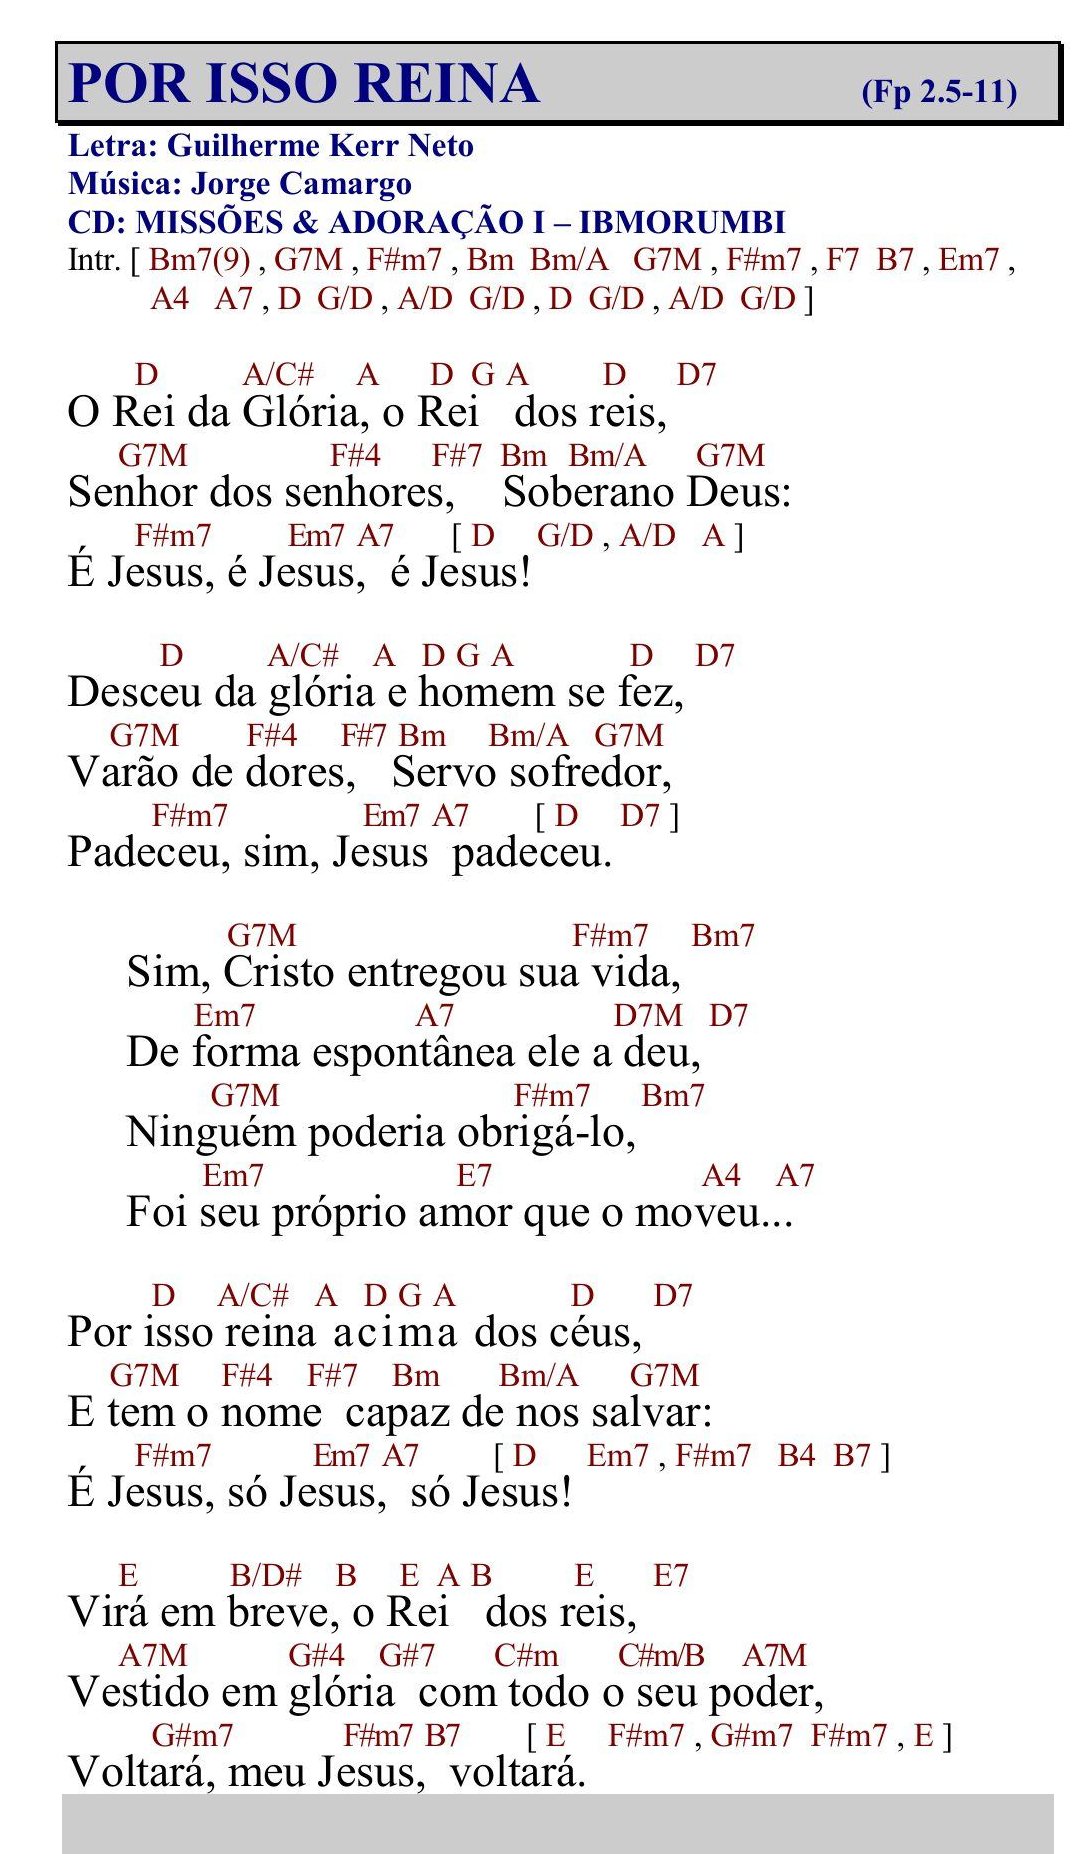 POR ISSO REINA (Fp 2.5-11)
Letra: Guilherme Kerr Neto
Música: Jorge Camargo
CD: MISSÕES & ADORAÇÃO I – IBMORUMBI
Intr. [ Bm7(9) , G7M , F#m7 , Bm Bm/A G7M , F#m7 , F7 B7 , Em7 ,
A4 A7 , D G/D , A/D G/D , D G/D , A/D G/D ]
D A/C# A D G A D D7
O Rei da Glória, o Rei dos reis,
G7M F#4 F#7 Bm Bm/A G7M
Senhor dos senhores, Soberano Deus:
F#m7 Em7 A7 [ D G/D , A/D A ]
É Jesus, é Jesus, é Jesus!
D A/C# A D G A D D7
Desceu da glória e homem se fez,
G7M F#4 F#7 Bm Bm/A G7M
Varão de dores, Servo sofredor,
F#m7 Em7 A7 [ D D7 ]
Padeceu, sim, Jesus padeceu.
G7M F#m7 Bm7
Sim, Cristo entregou sua vida,
Em7 A7 D7M D7
De forma espontânea ele a deu,
G7M F#m7 Bm7
Ninguém poderia obrigá-lo,
Em7 E7 A4 A7
Foi seu próprio amor que o moveu...
D A/C# A D G A D D7
Por isso reina acima dos céus,
G7M F#4 F#7 Bm Bm/A G7M
E tem o nome capaz de nos salvar:
F#m7 Em7 A7 [ D Em7 , F#m7 B4 B7 ]
É Jesus, só Jesus, só Jesus!
E B/D# B E A B E E7
Virá em breve, o Rei dos reis,
A7M G#4 G#7 C#m C#m/B A7M
Vestido em glória com todo o seu poder,
G#m7 F#m7 B7 [ E F#m7 , G#m7 F#m7 , E ]
Voltará, meu Jesus, voltará.